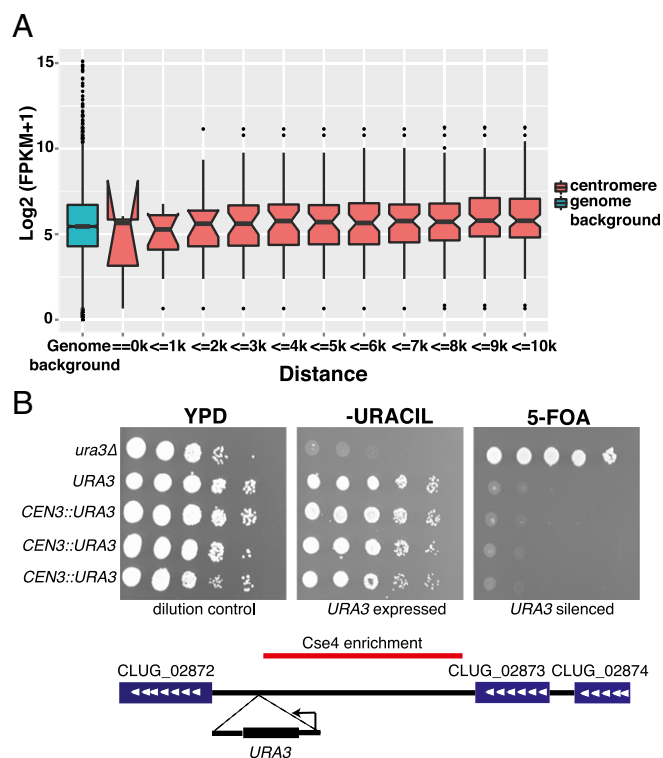 A
Log2 (FPKM+1)
15
10
5
0
Genome background ==0k <=1k <=2k <=3k <=4k <=5k <=6k <=7k <=8k <=9k <=10k
Distance
centromere
genome background
B
YPD -URACIL 5-FOA
ura3Δ
URA3
CEN3::URA3
CEN3::URA3
CEN3::URA3
dilution control URA3 expressed URA3 silenced
Cse4 enrichment
CLUG_02872 CLUG_02873 CLUG_02874
URA3